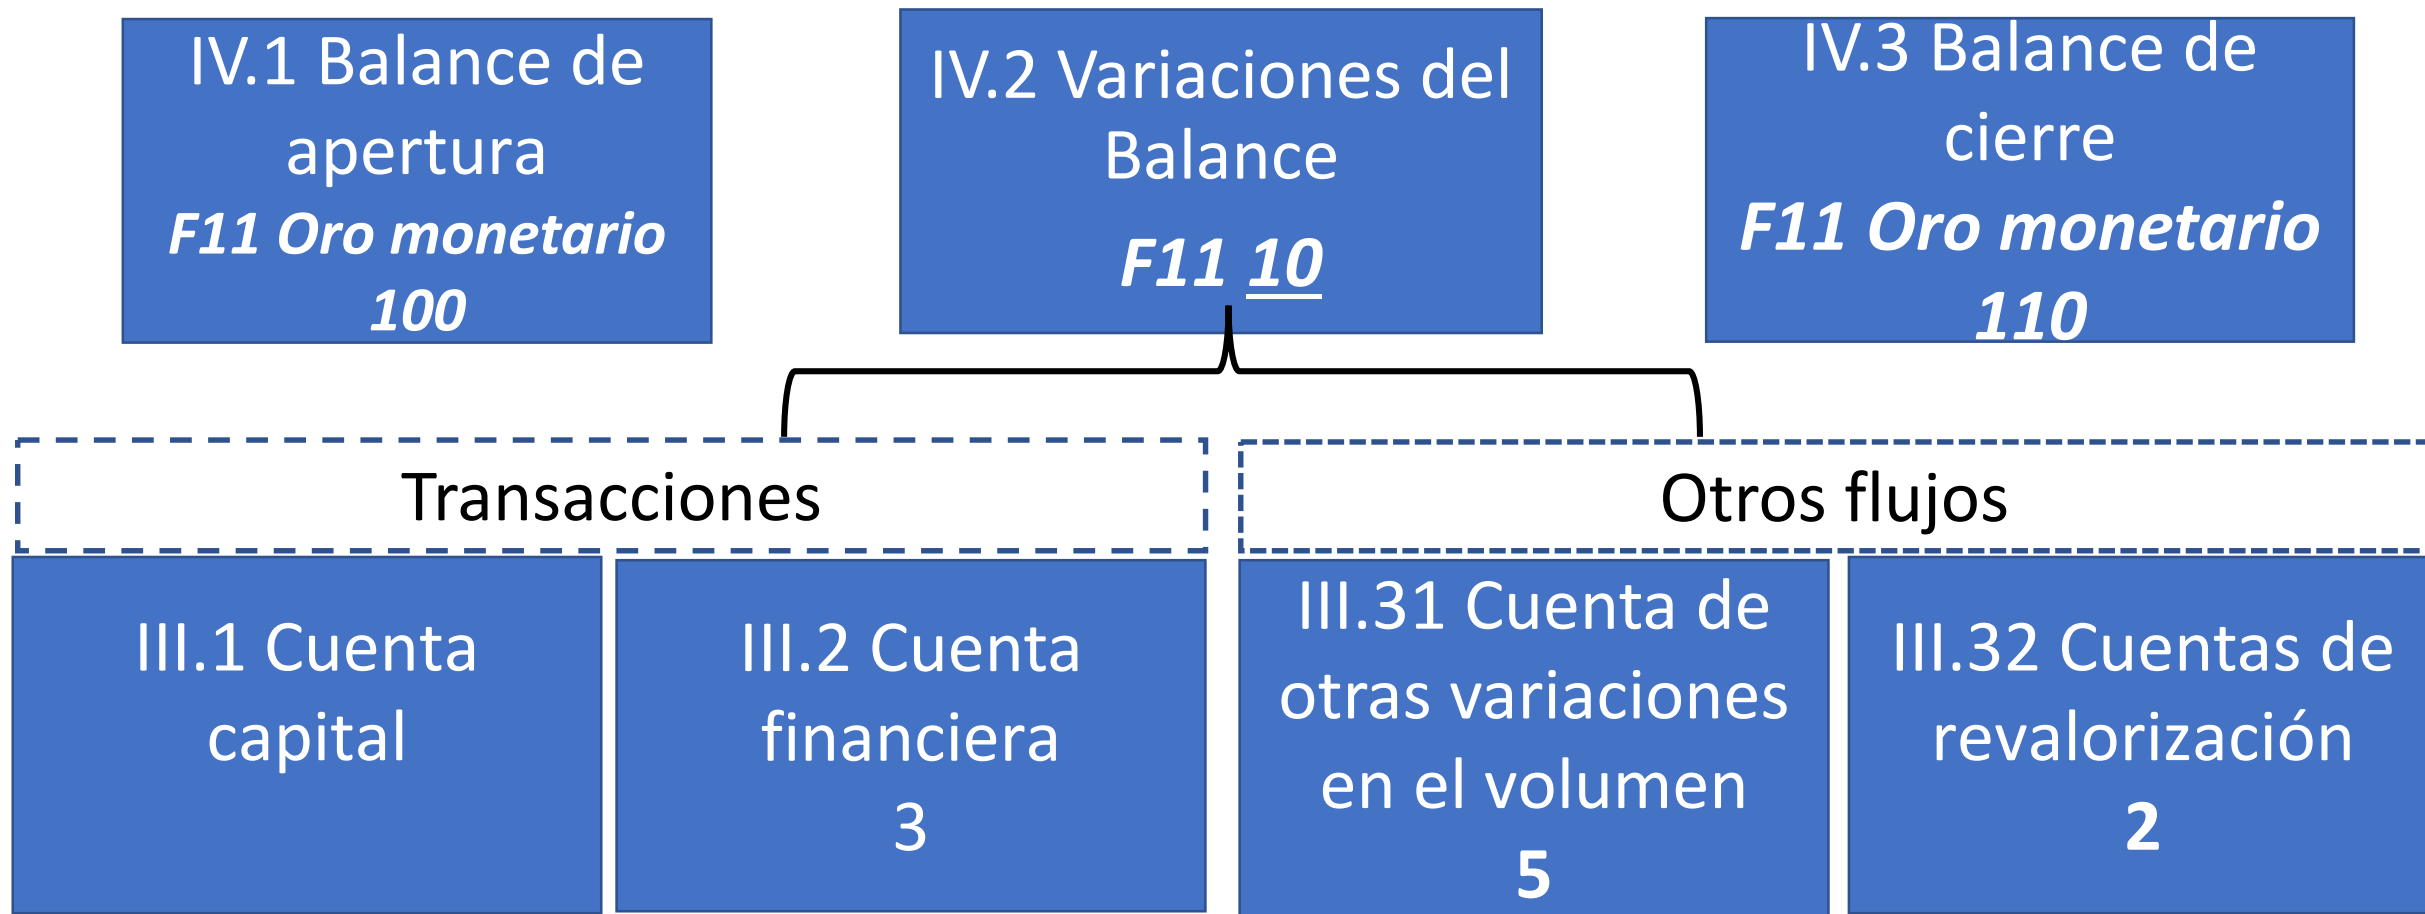 IV.1 Balance de
apertura
F11 Oro monetario
100
IV.2 Variaciones del
Balance
F11 10
IV.3 Balance de
cierre
F11 Oro monetario
110
Transacciones
Otros flujos
III.1 Cuenta
capital
III.2 Cuenta
financiera
3
III.31 Cuenta de
otras variaciones
en el volumen
5
III.32 Cuentas de
revalorización
2